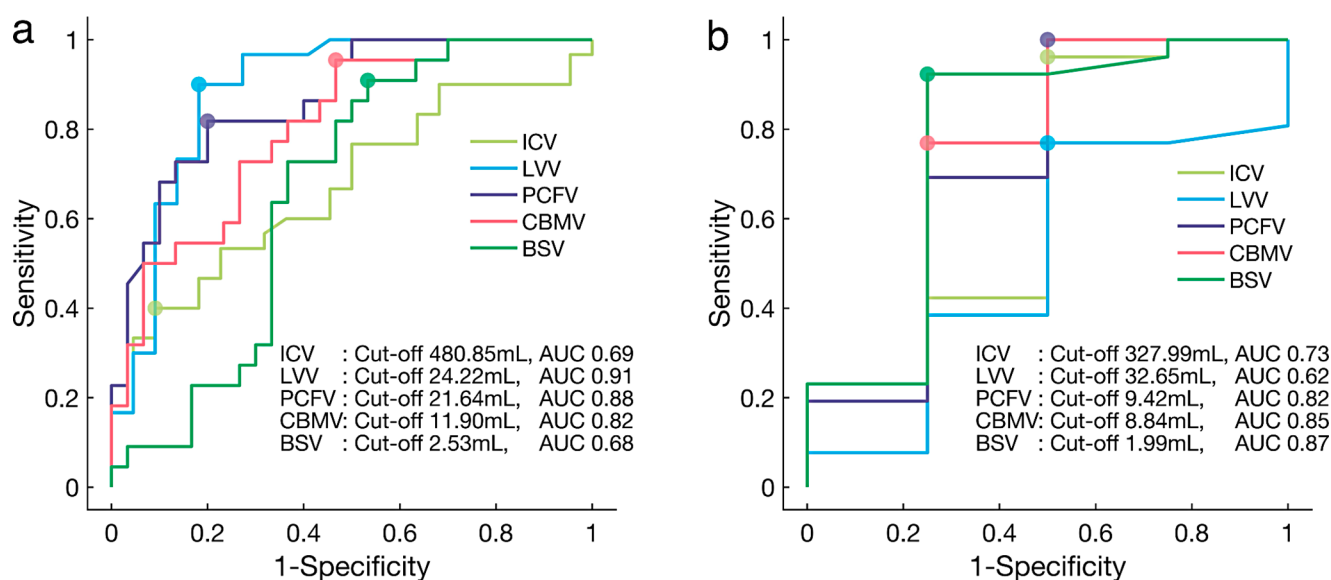 a
1
0.8
0.6
0.4
0.2
0
Sensitivity
ICV
LVV
PCFV
CBMV
BSV
ICV : Cut-off 480.85mL, AUC 0.69
LVV : Cut-off 24.22mL, AUC 0.91
PCFV : Cut-off 21.64mL, AUC 0.88
CBMV : Cut-off 11.90mL, AUC 0.82
BSV : Cut-off 2.53mL, AUC 0.68
0 0.2 0.4 0.6 0.8 1
1-Specificity
b
1
0.8
0.6
0.4
0.2
0
Sensitivity
ICV
LVV
PCFV
CBMV
BSV
ICV : Cut-off 327.99mL, AUC 0.73
LVV : Cut-off 32.65mL, AUC 0.62
PCFV : Cut-off 9.42mL, AUC 0.82
CBMV: Cut-off 8.84mL, AUC 0.85
BSV : Cut-off 1.99mL, AUC 0.87
0 0.2 0.4 0.6 0.8 1
1-Specificity